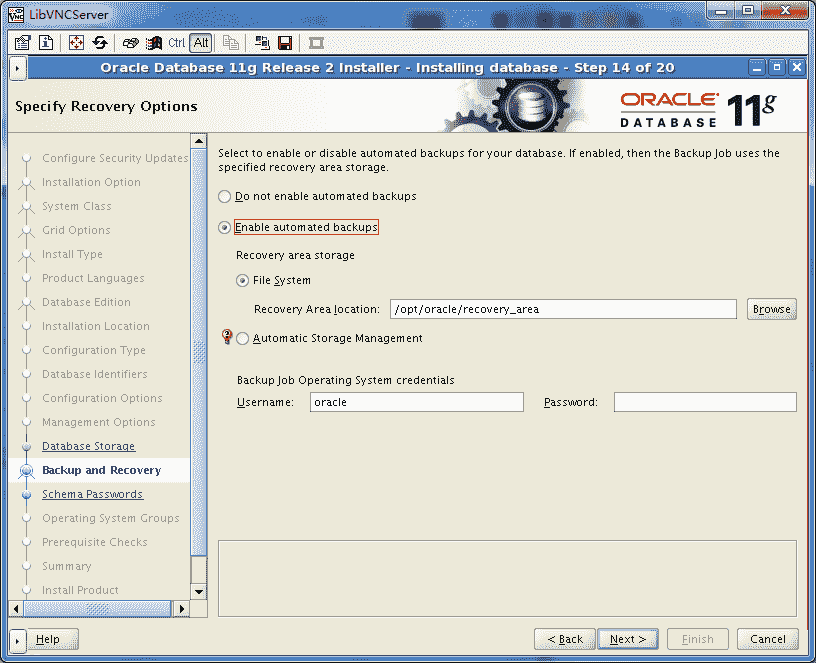 LibVNCServer
Ctrl Alt
Oracle Database 11g Release 2 Installer - Installing database - Step 14 of 20
Specify Recovery Options
ORACLE
DATABASE 11g
Configure Security Updates
Installation Option
System Class
Grid Options
Install Type
Product Languages
Database Edition
Installation Location
Configuration Type
Database Identifiers
Configuration Options
Management Options
Database Storage
Backup and Recovery
Schema Passwords
Operating System Groups
Prerequisite Checks
Summary
Install Product
Select to enable or disable automated backups for your database. If enabled, then the Backup Job uses the
specified recovery area storage.
Do not enable automated backups
Enable automated backups
Recovery area storage
File System
Recovery Area Location: /opt/oracle/recovery_area Browse
Automatic Storage Management
Backup Job Operating System credentials
Username: oracle Password:
Help < Back Next > Finish Cancel